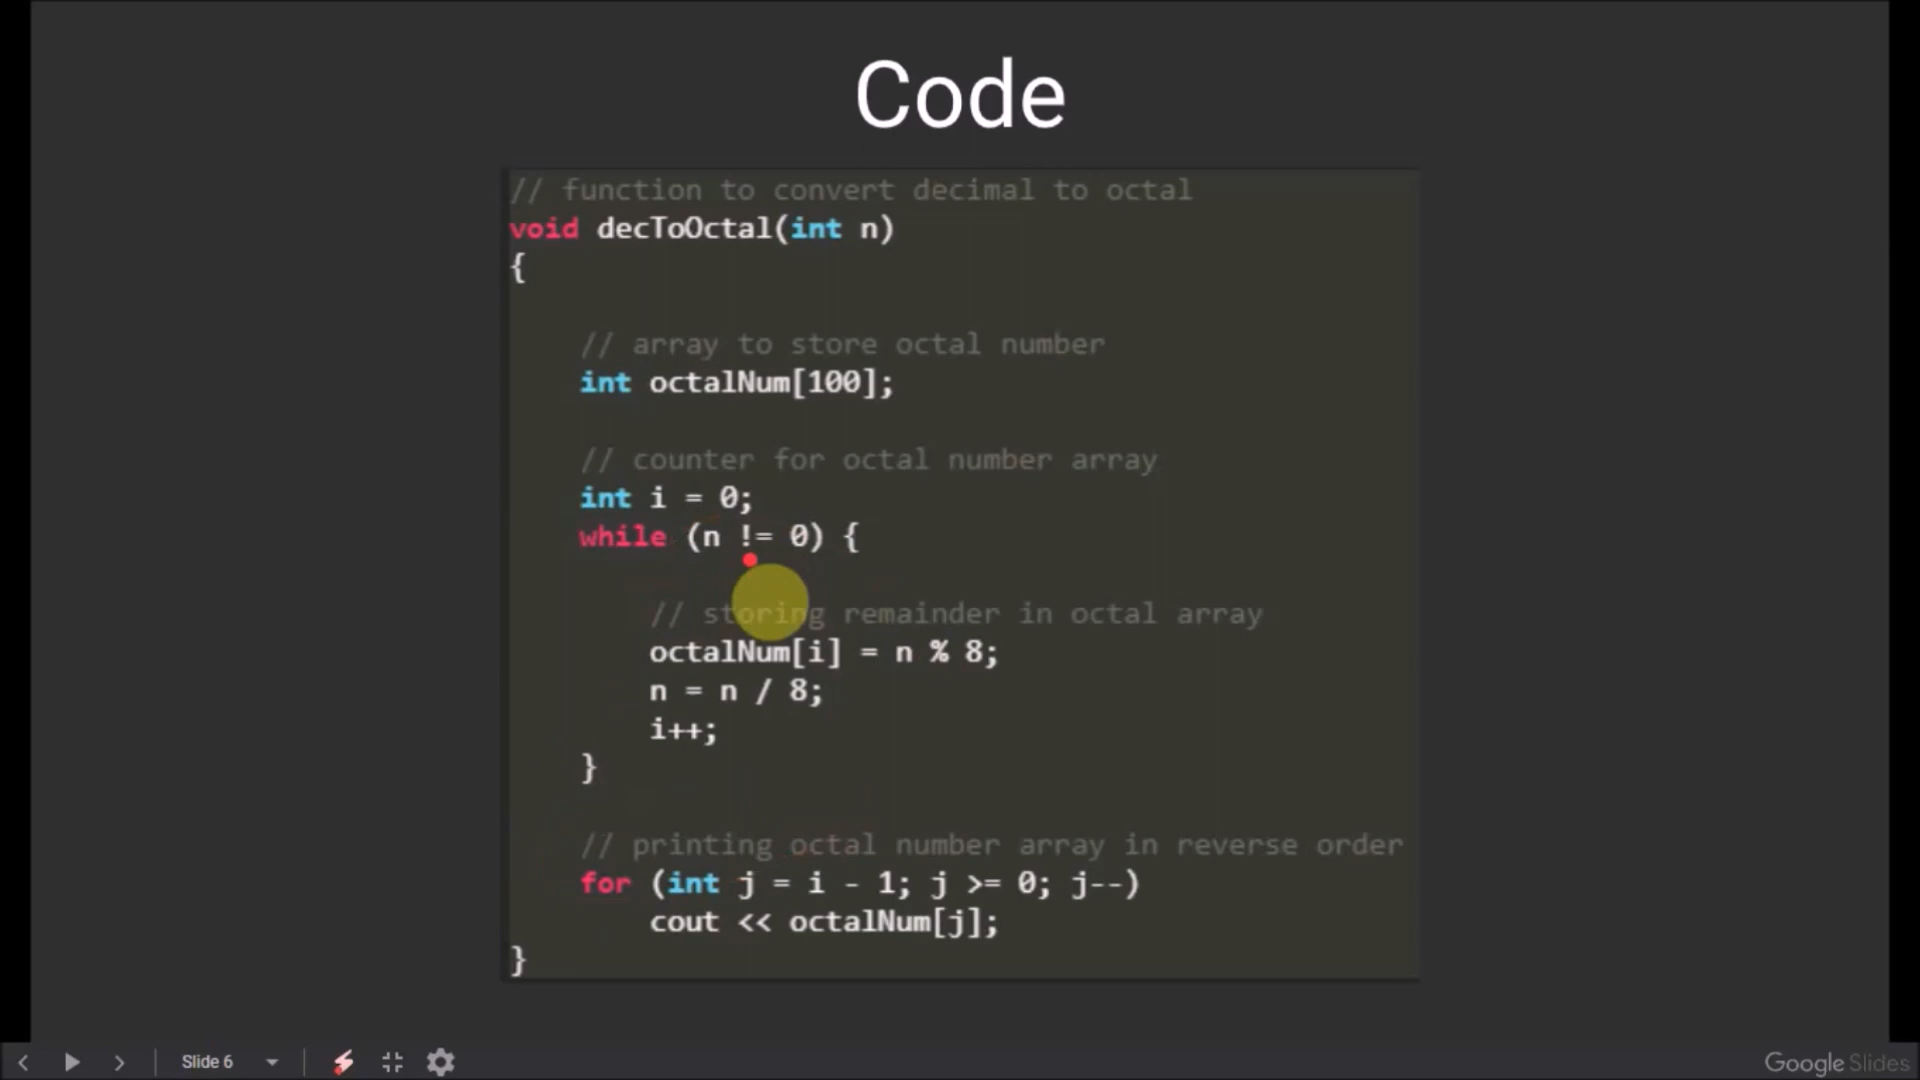 Code
// function to convert decimal to octal
void decToOctal(int n)
{
// array to store octal number
int octalNum[100];
// counter for octal number array
int i = 0;
while (n != 0) {
// storing remainder in octal array
octalNum[i] = n % 8;
n = n / 8;
i++;
}
// printing octal number array in reverse order
for (int j = i - 1; j >= 0; j--)
cout << octalNum[j];
}
Slide 6
Google Slides